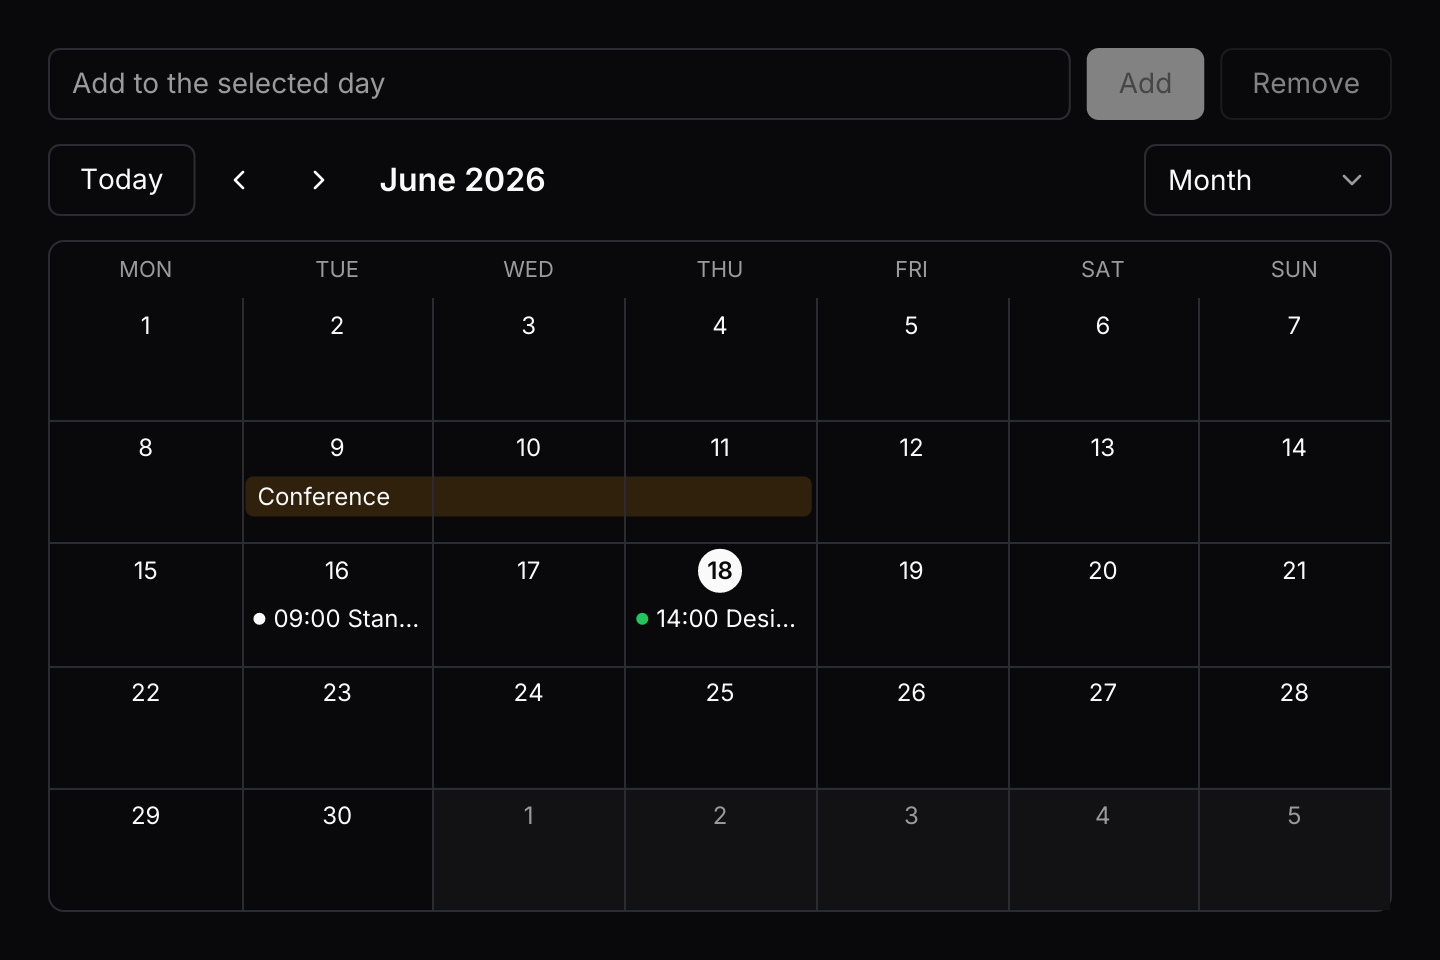 Add to the selected day Add Remove
Today June 2026 Month
MON TUE WED THU FRI SAT SUN
1 2 3 4 5 6 7
8 9 10 11 12 13 14
Conference
15 16 17 18 19 20 21
09:00 Stan... 14:00 Desi...
22 23 24 25 26 27 28
29 30 1 2 3 4 5